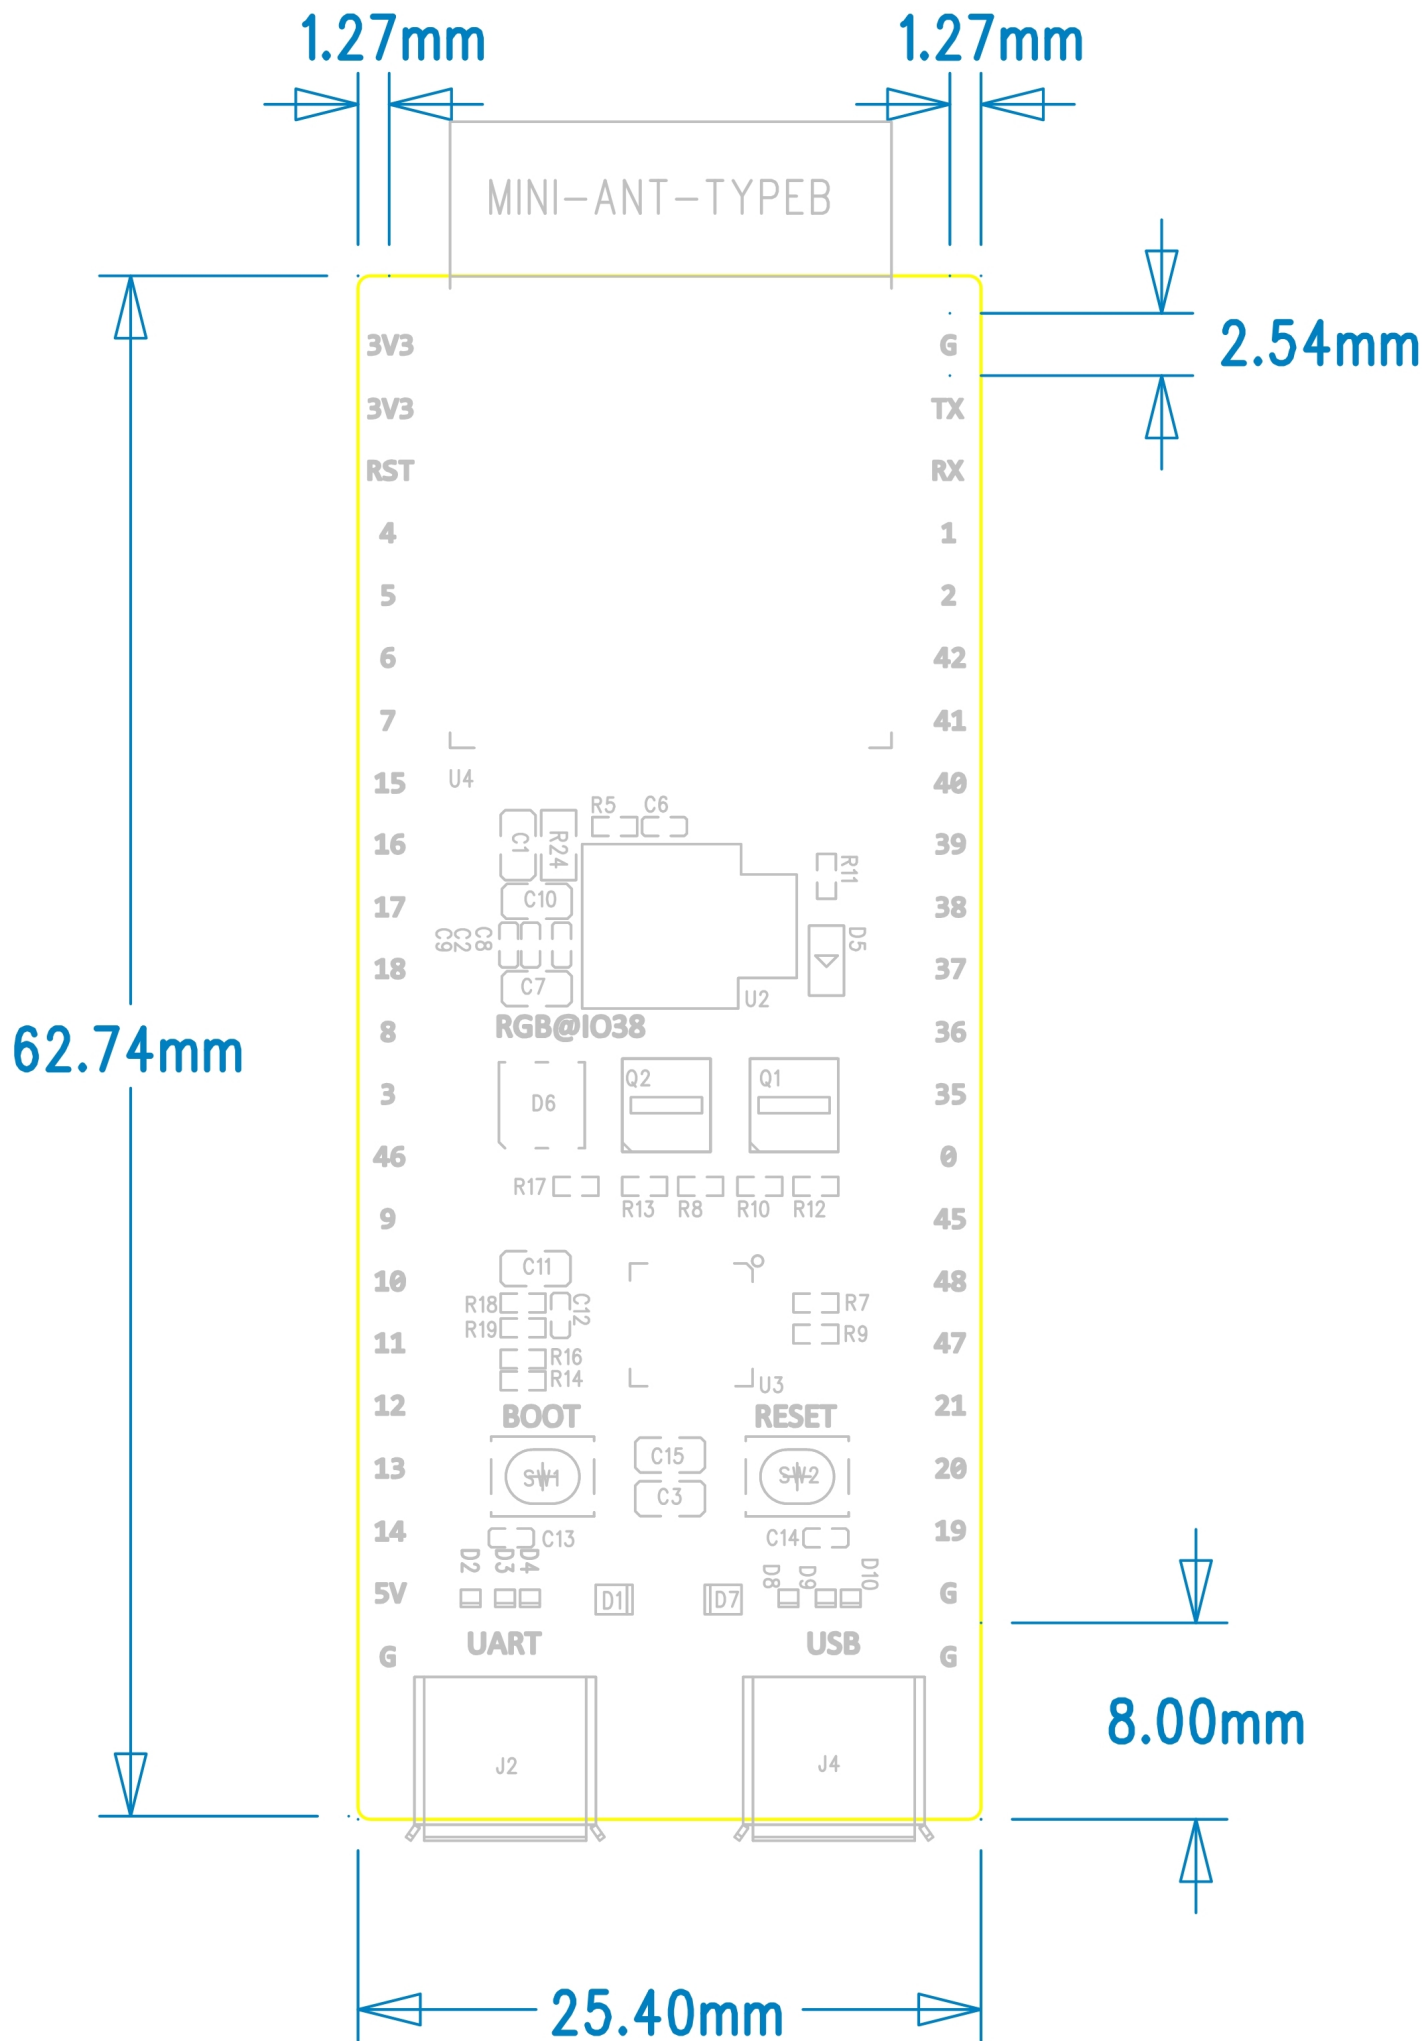 1.27mm 1.27mm
MINI-ANT-TYPEB
3V3 G
2.54mm
3V3 TX
RST RX
4 1
5 2
6 42
7 41
U4
15 40
R5 C6
16 39
C1 R24 R11
C10
17 38
C9 C2 C8 D5
18 37
C7
U2
RGB@IO38
8 36
62.74mm
Q2 Q1
3 D6 35
46 0
R17
R13 R8 R10 R12
9 45
C11
10 48
R18 C12 R7
R19 R9
11 47
R16
R14
U3
12 21
BOOT RESET
C15
13 20
SW1 SW2
C3
14 19
C13 C14
D2 D3 D4 D8 D9 D10
5V G
D1 D7
UART USB
G G
8.00mm
J2 J4
25.40mm